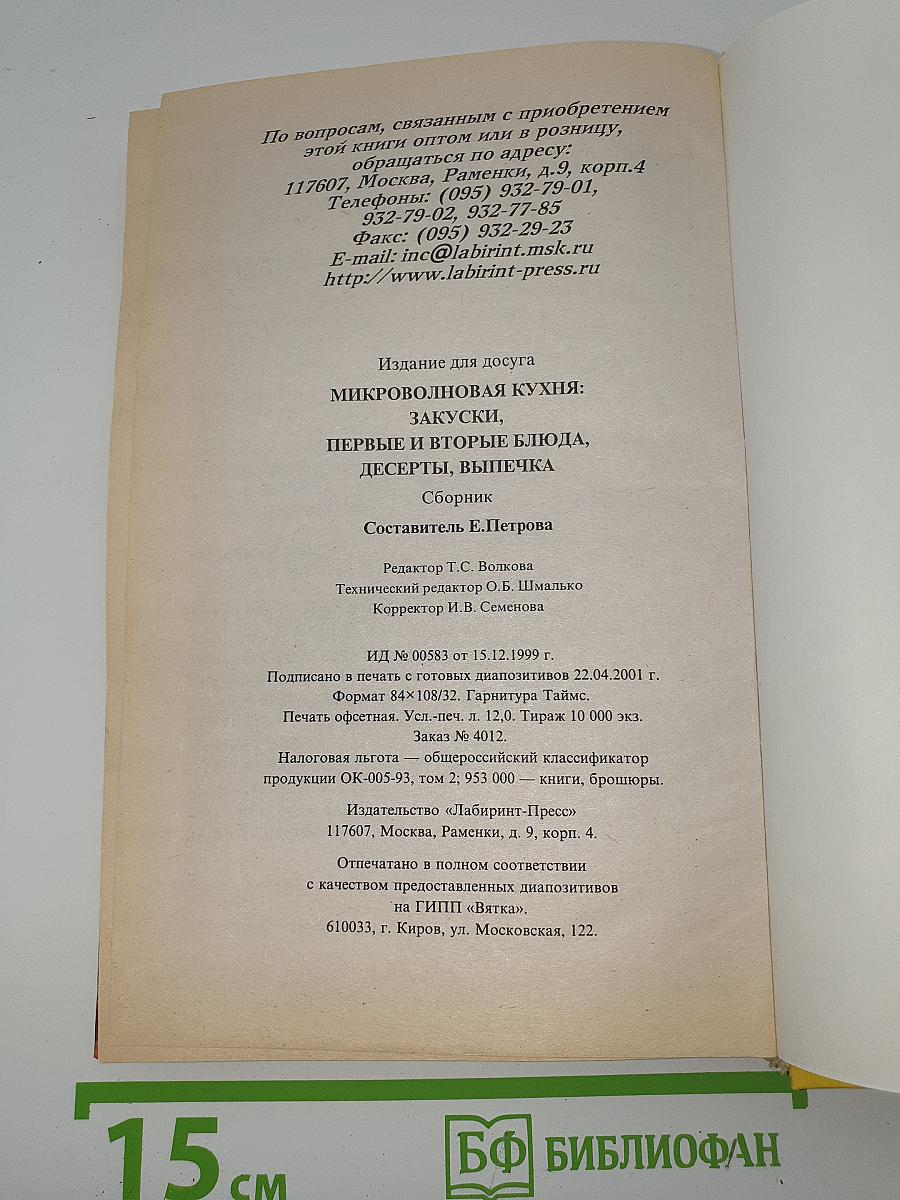 По вопросам, связанным с приобретением
этой книги оптом или в розницу,
обращаться по адресу:
117607, Москва, Раменки, д.9, корп.4
Телефоны: (095) 932-79-01,
932-79-02, 932-77-85
Факс: (095) 932-29-23
E-mail: inc@labirint.msk.ru
http://www.labirint-press.ru
Издание для досуга
МИКРОВОЛНОВАЯ КУХНЯ:
ЗАКУСКИ,
ПЕРВЫЕ И ВТОРЫЕ БЛЮДА,
ДЕСЕРТЫ, ВЫПЕЧКА
Сборник
Составитель Е.Петрова
Редактор Т.С. Волкова
Технический редактор О.Б. Шмалько
Корректор И.В. Семенова
ИД № 00583 от 15.12.1999 г.
Подписано в печать с готовых диапозитивов 22.04.2001 г.
Формат 84×108/32. Гарнитура Таймс.
Печать офсетная. Усл.-печ. л. 12,0. Тираж 10 000 экз.
Заказ № 4012.
Налоговая льгота — общероссийский классификатор
продукции ОК-005-93, том 2; 953 000 — книги, брошюры.
Издательство «Лабиринт-Пресс»
117607, Москва, Раменки, д. 9, корп. 4.
Отпечатано в полном соответствии
с качеством предоставленных диапозитивов
на ГИПП «Вятка».
610033, г. Киров, ул. Московская, 122.
15 см
БФ БИБЛИОФАН